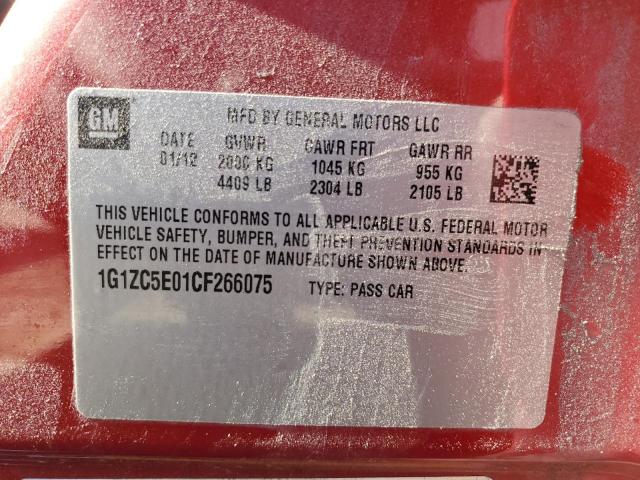 GM
MFD BY GENERAL MOTORS LLC
DATE GVWR GAWR FRT GAWR RR
01/12 2000 KG 1045 KG 955 KG
4409 LB 2304 LB 2105 LB
THIS VEHICLE CONFORMS TO ALL APPLICABLE U.S. FEDERAL MOTOR
VEHICLE SAFETY, BUMPER, AND THEFT PREVENTION STANDARDS IN
EFFECT ON THE DATE OF MANUFACTURE SHOWN ABOVE.
1G1ZC5E01CF266075 TYPE: PASS CAR